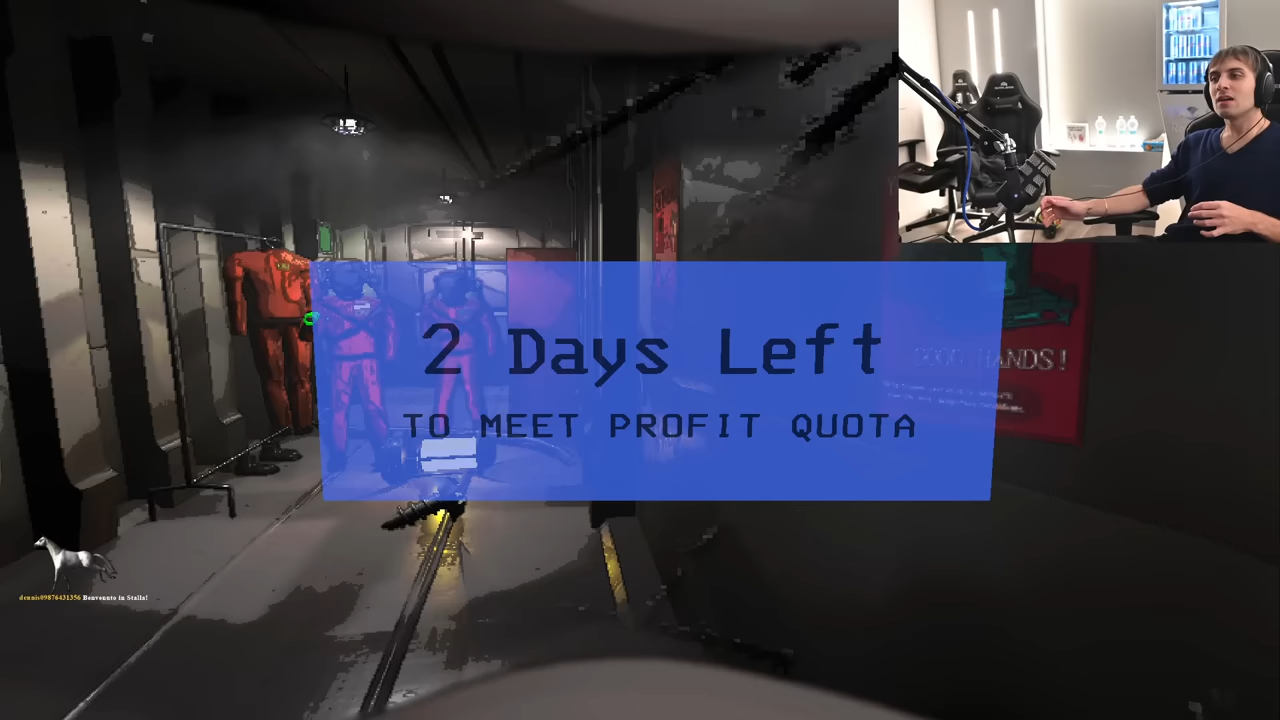 2 Days Left
TO MEET PROFIT QUOTA
GOOD HANDS!
dennis09876431356 Benvenuto in Stalla!